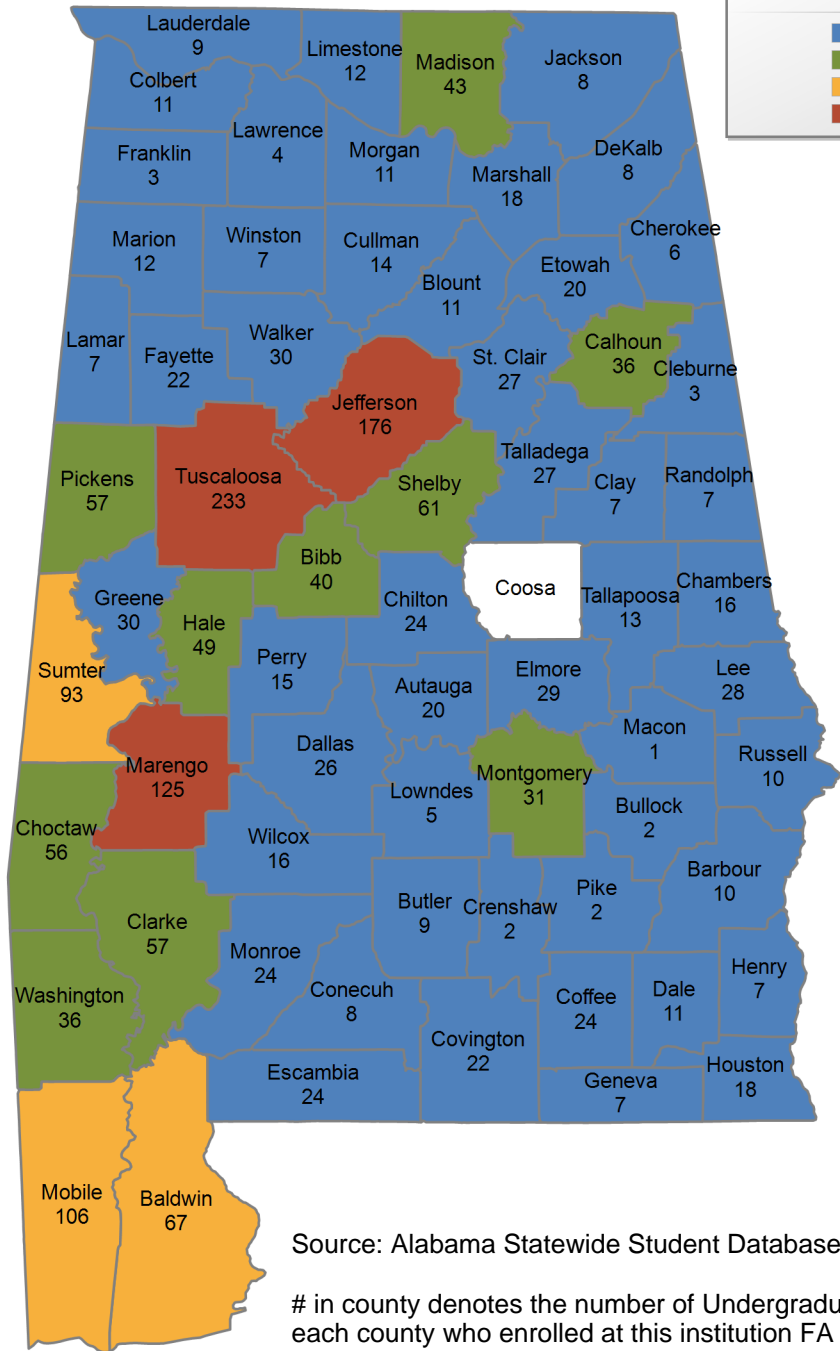 Lauderdale
9
Limestone
12
Madison
43
Jackson
8
Colbert
11
Lawrence
4
Franklin
3
Morgan
11
Marshall
18
DeKalb
8
Marion
12
Winston
7
Cullman
14
Blount
11
Etowah
20
Cherokee
6
Lamar
7
Fayette
22
Walker
30
Jefferson
176
St. Clair
27
Calhoun
36
Cleburne
3
Pickens
57
Tuscaloosa
233
Shelby
61
Talladega
27
Clay
7
Randolph
7
Bibb
40
Greene
30
Hale
49
Chilton
24
Coosa
Tallapoosa
13
Chambers
16
Sumter
93
Perry
15
Autauga
20
Elmore
29
Lee
28
Marengo
125
Dallas
26
Macon
1
Russell
10
Choctaw
56
Lowndes
5
Montgomery
31
Bullock
2
Wilcox
16
Barbour
10
Clarke
57
Butler
9
Crenshaw
2
Pike
2
Monroe
24
Washington
36
Conecuh
8
Coffee
24
Dale
11
Henry
7
Covington
22
Escambia
24
Geneva
7
Houston
18
Mobile
106
Baldwin
67
Source: Alabama Statewide Student Database
# in county denotes the number of Undergradu
each county who enrolled at this institution FA